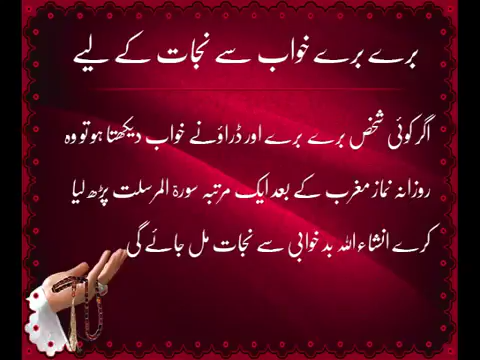 برے برے خواب سے نجات کے لیے
اگر کوئی شخص برے برے اور ڈراؤنے خواب دیکھتا ہو تو وہ
روزانہ نماز مغرب کے بعد ایک مرتبہ سورۃ المرسلت پڑھ لیا
کرے انشاءاللہ بد خوابی سے نجات مل جائے گی